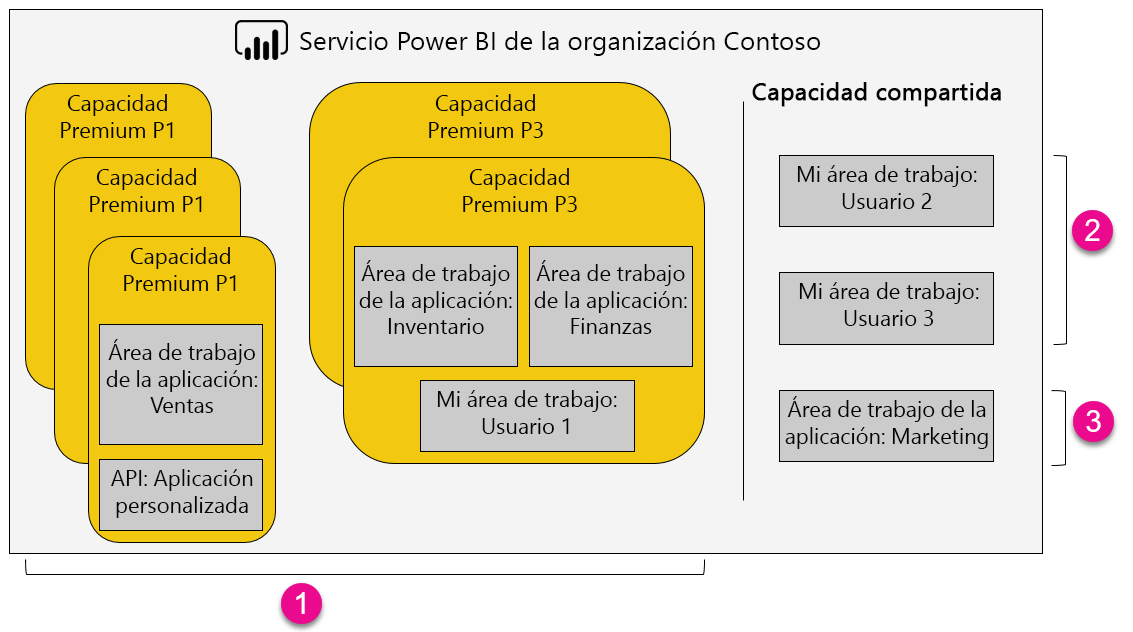 Servicio Power BI de la organización Contoso
Capacidad
Premium P1
Capacidad
Premium P1
Capacidad
Premium P1
Área de trabajo
de la aplicación:
Ventas
API: Aplicación
personalizada
Capacidad
Premium P3
Capacidad
Premium P3
Área de trabajo
de la aplicación:
Inventario
Área de trabajo
de la aplicación:
Finanzas
Mi área de trabajo:
Usuario 1
Capacidad compartida
Mi área de trabajo:
Usuario 2
Mi área de trabajo:
Usuario 3
Área de trabajo de la
aplicación: Marketing
2
3
1